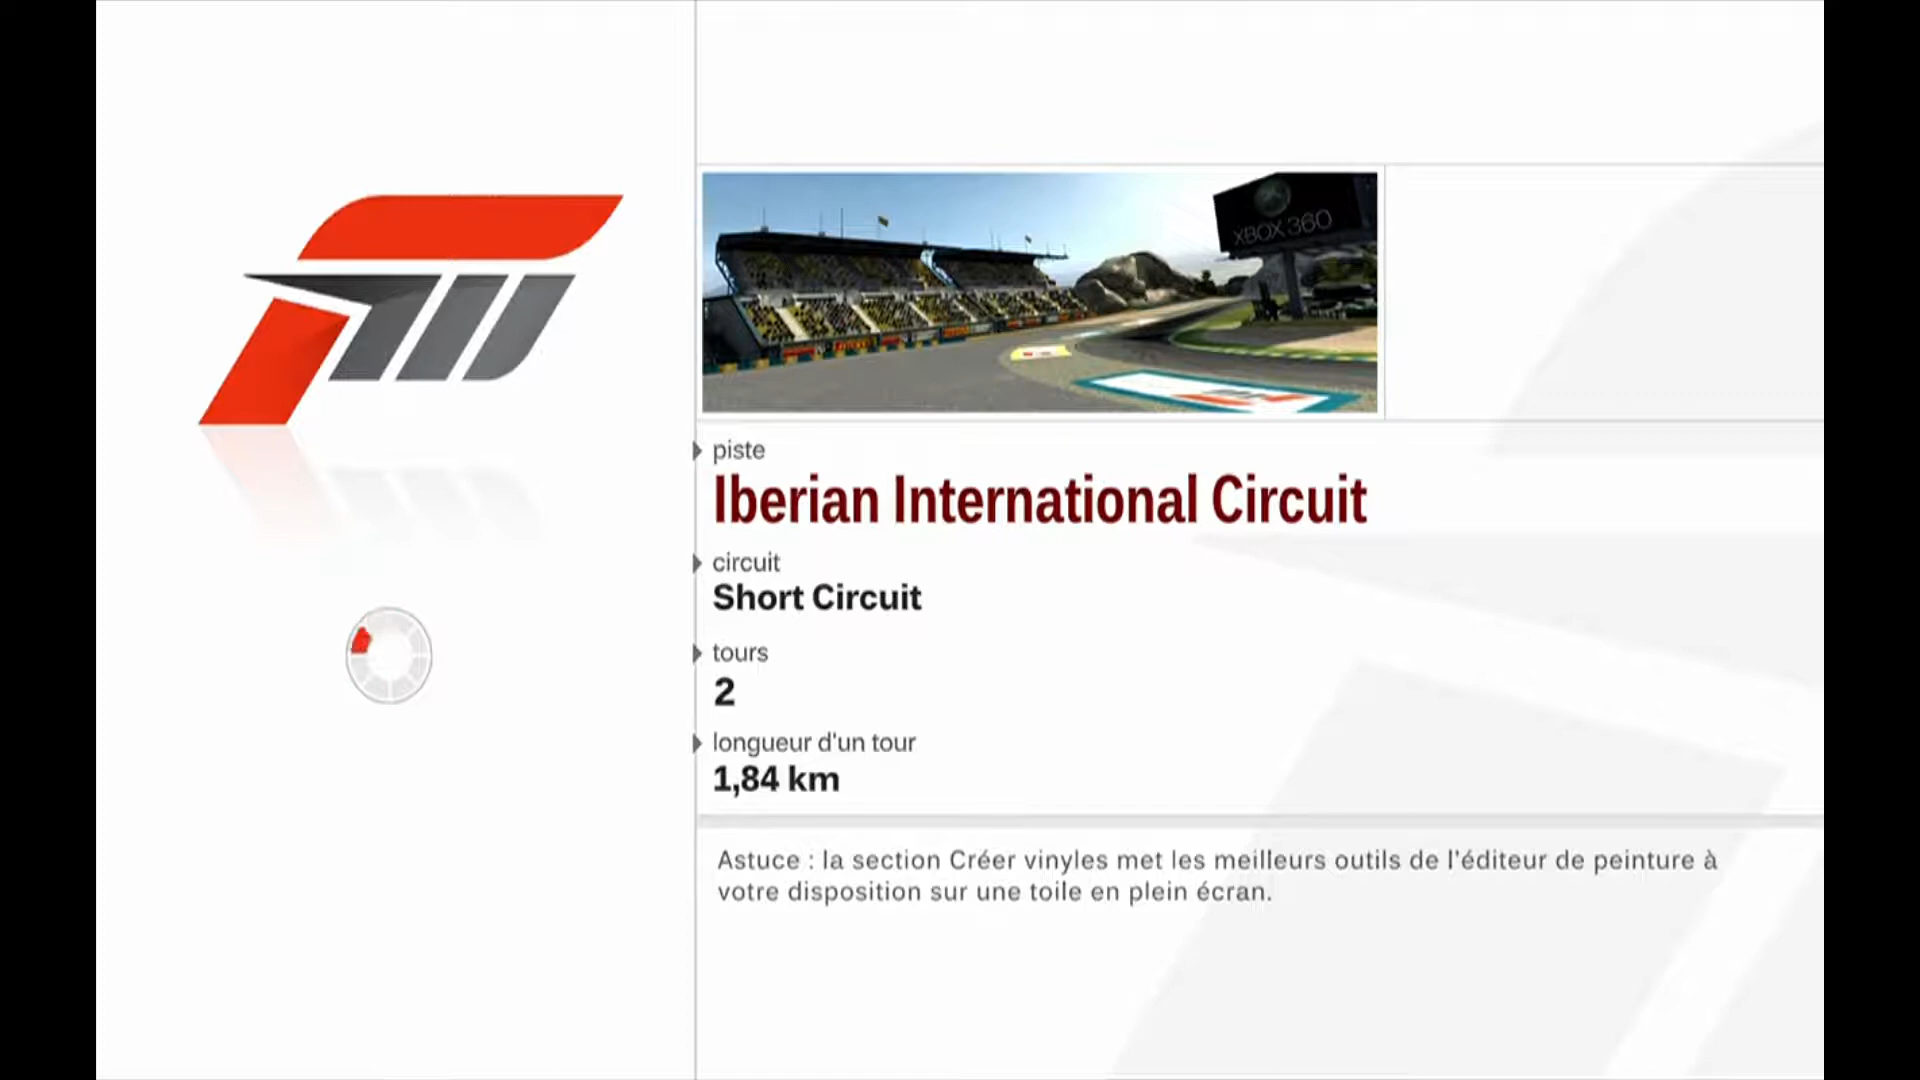 XBOX 360
piste
Iberian International Circuit
circuit
Short Circuit
tours
2
longueur d'un tour
1,84 km
Astuce : la section Créer vinyles met les meilleurs outils de l'éditeur de peinture à
votre disposition sur une toile en plein écran.